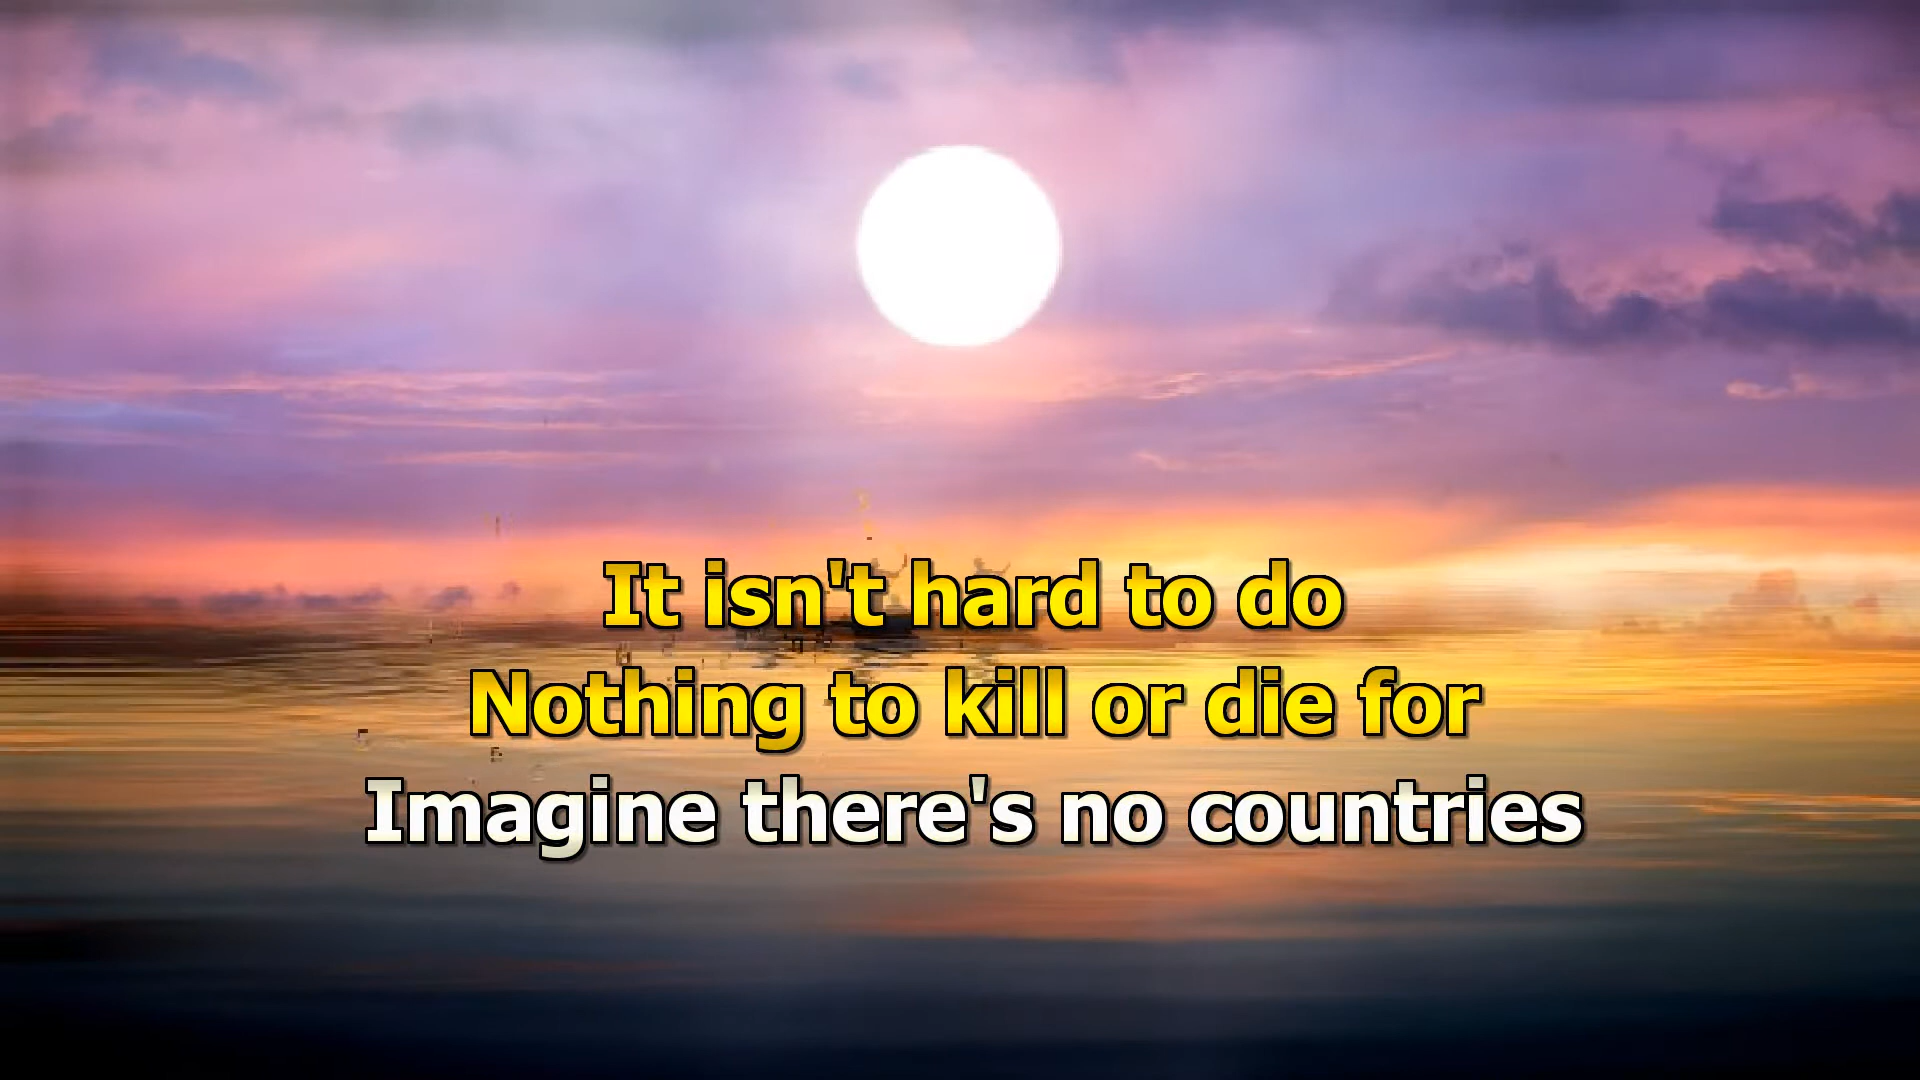 It isn't hard to do
Nothing to kill or die for
Imagine there's no countries